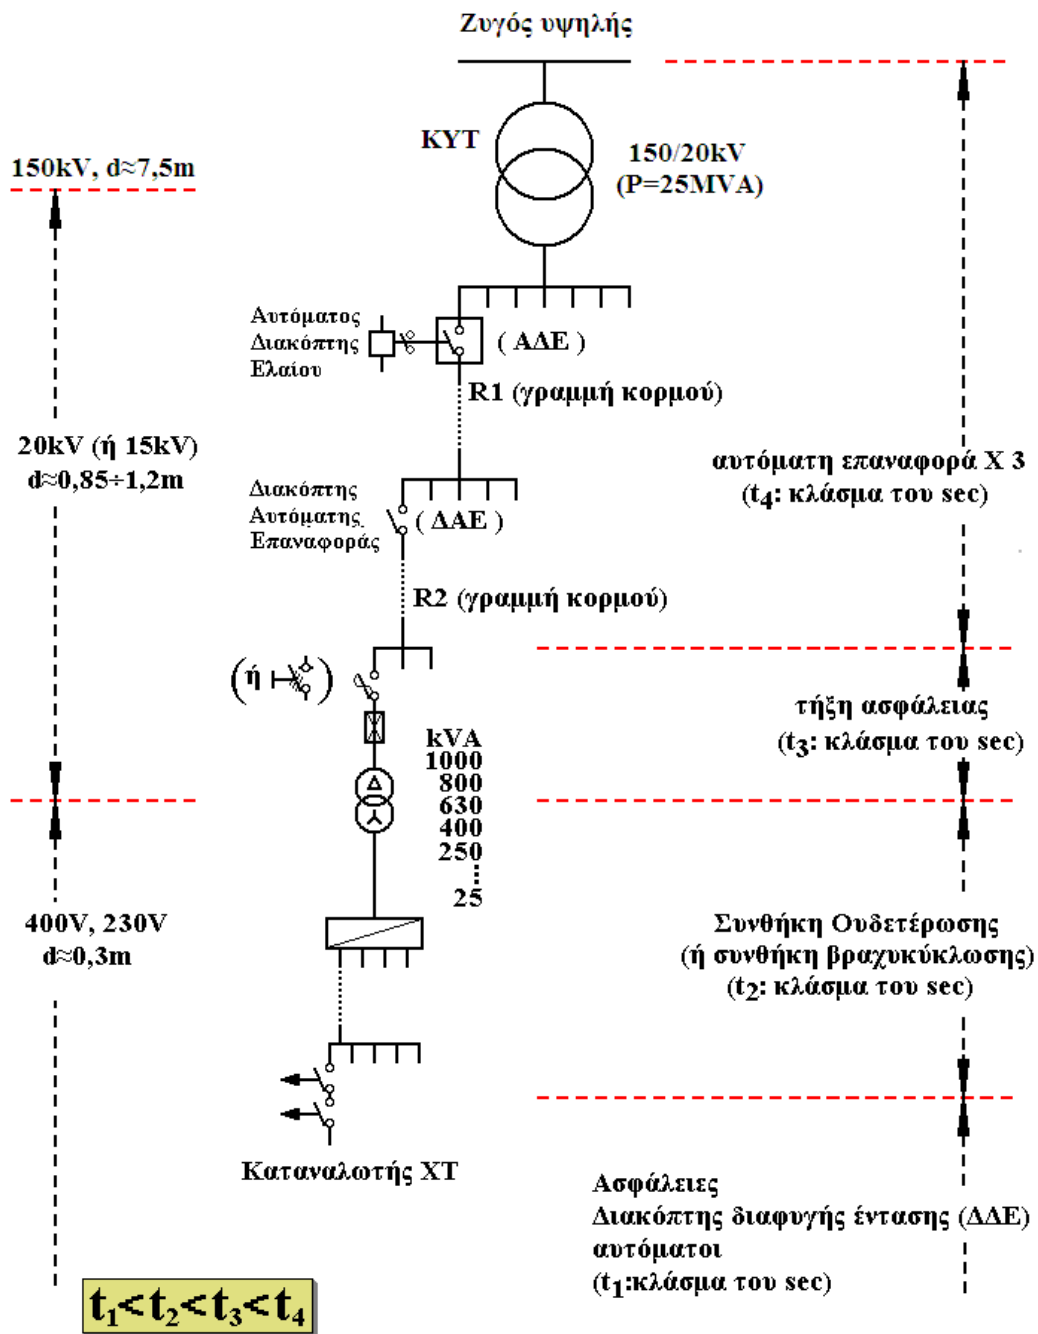 Ζυγός υψηλής
ΚΥΤ
150/20kV
(P=25MVA)
150kV, d≈7,5m
Αυτόματος
Διακόπτης
Ελαίου
( ΑΔΕ )
R1 (γραμμή κορμού)
20kV (ή 15kV)
d≈0,85÷1,2m
αυτόματη επαναφορά Χ 3
(t4: κλάσμα του sec)
Διακόπτης
Αυτόματης
Επαναφοράς
( ΔΑΕ )
R2 (γραμμή κορμού)
(ή )
τήξη ασφάλειας
(t3: κλάσμα του sec)
kVA
1000
800
630
400
250
25
Δ
400V, 230V
d≈0,3m
Συνθήκη Ουδετέρωσης
(ή συνθήκη βραχυκύκλωσης)
(t2: κλάσμα του sec)
Καταναλωτής ΧΤ
Ασφάλειες
Διακόπτης διαφυγής έντασης (ΔΔΕ)
αυτόματοι
(t1:κλάσμα του sec)
t1<t2<t3<t4